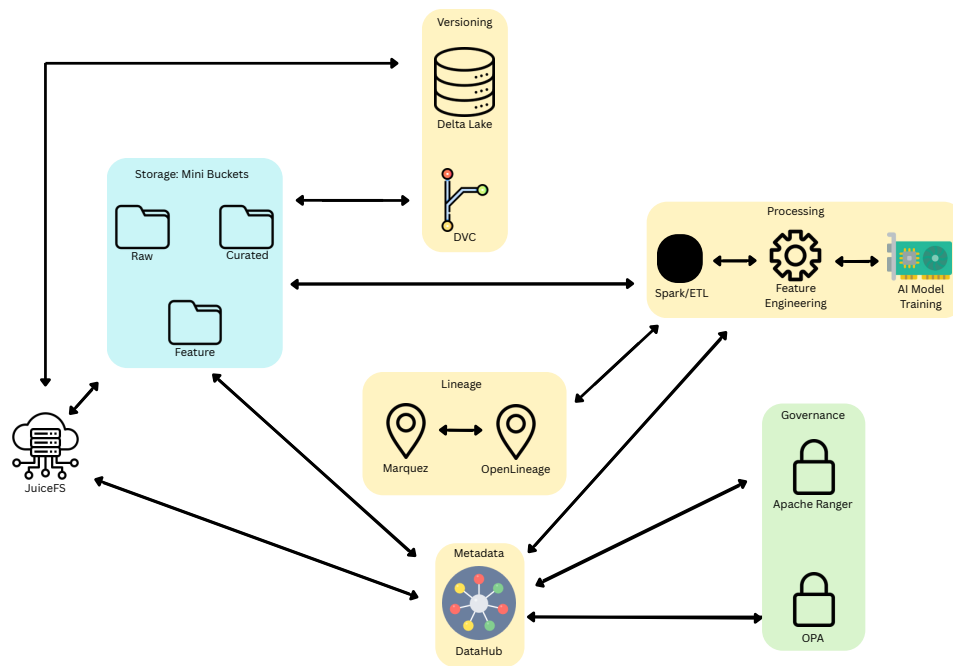 Versioning
Delta Lake
DVC
Storage: Mini Buckets
Raw
Curated
Feature
Processing
Spark/ETL
Feature
Engineering
AI Model
Training
Lineage
Marquez
OpenLineage
Governance
Apache Ranger
OPA
JuiceFS
Metadata
DataHub